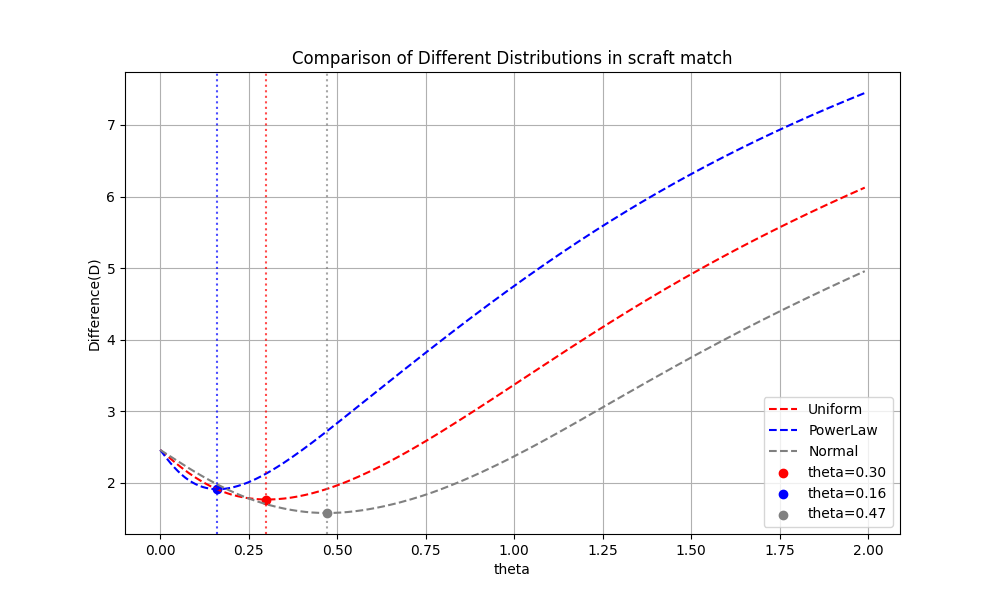 Comparison of Different Distributions in scraft match
Difference(D)
7
6
5
4
3
2
0.00 0.25 0.50 0.75 1.00 1.25 1.50 1.75 2.00
theta
Uniform
PowerLaw
Normal
theta=0.30
theta=0.16
theta=0.47